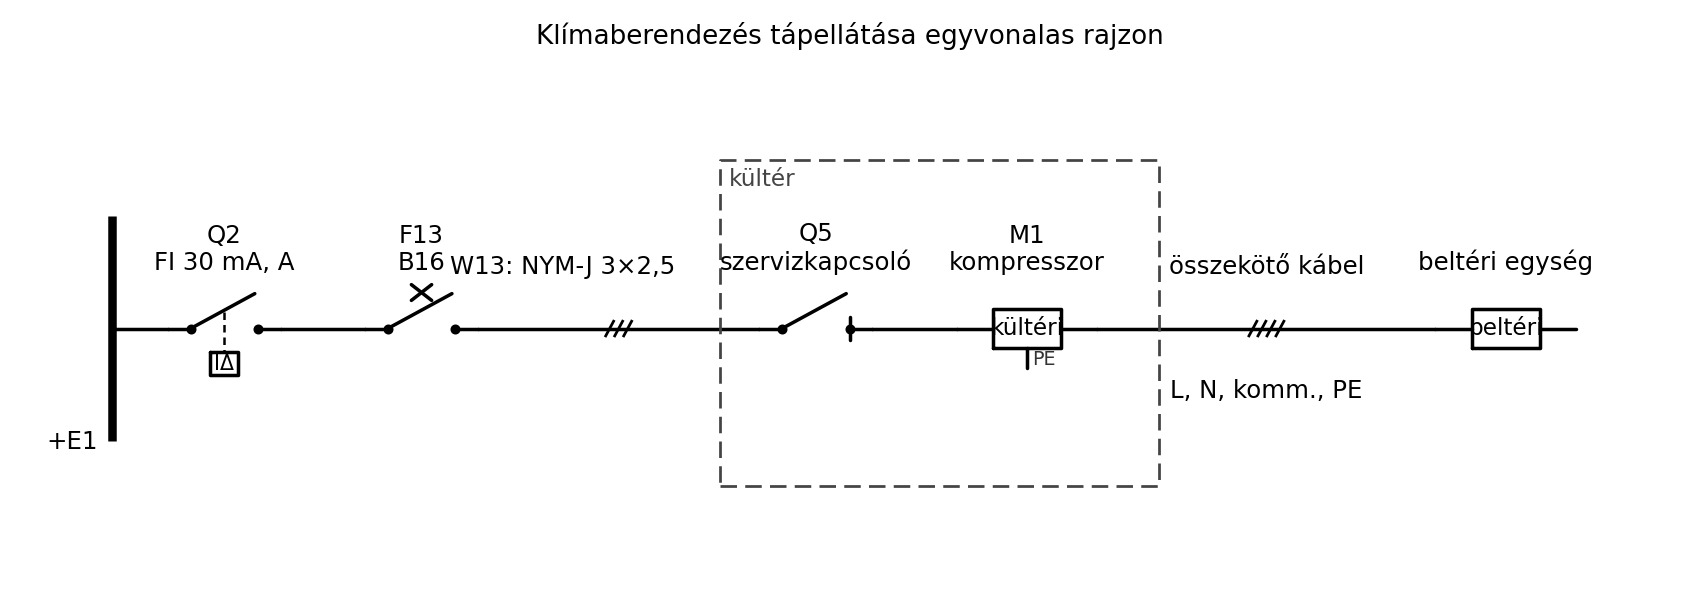 Klímaberendezés tápellátása egyvonalas rajzon
kültér
Q2
FI 30 mA, A
F13
B16
W13: NYM-J 3×2,5
Q5
szervizkapcsoló
M1
kompresszor
összekötő kábel
beltéri egység
kültéri
beltéri
IΔ
PE
L, N, komm., PE
+E1